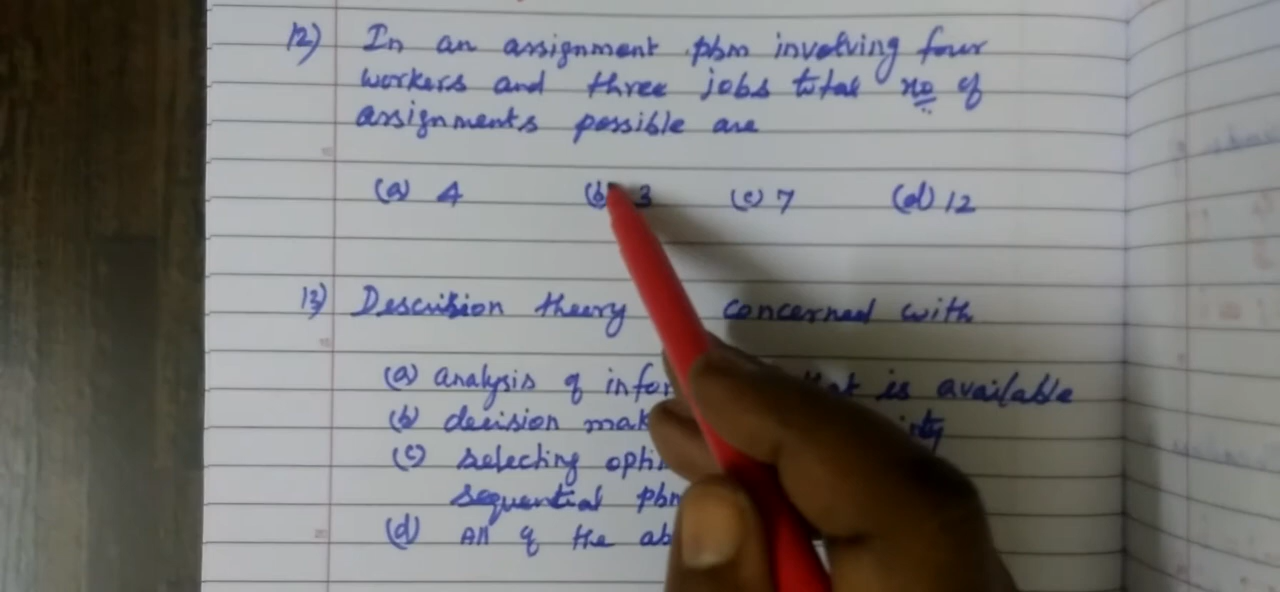 12) In an assignment pbm involving four
workers and three jobs total no of
assignments possible are
(a) 4 (b) 3 (c) 7 (d) 12
13) Descision theory concerned with
(a) analysis of infor is available
(b) decision mak
(c) selecting opti
sequential pbm
(d) All of the ab